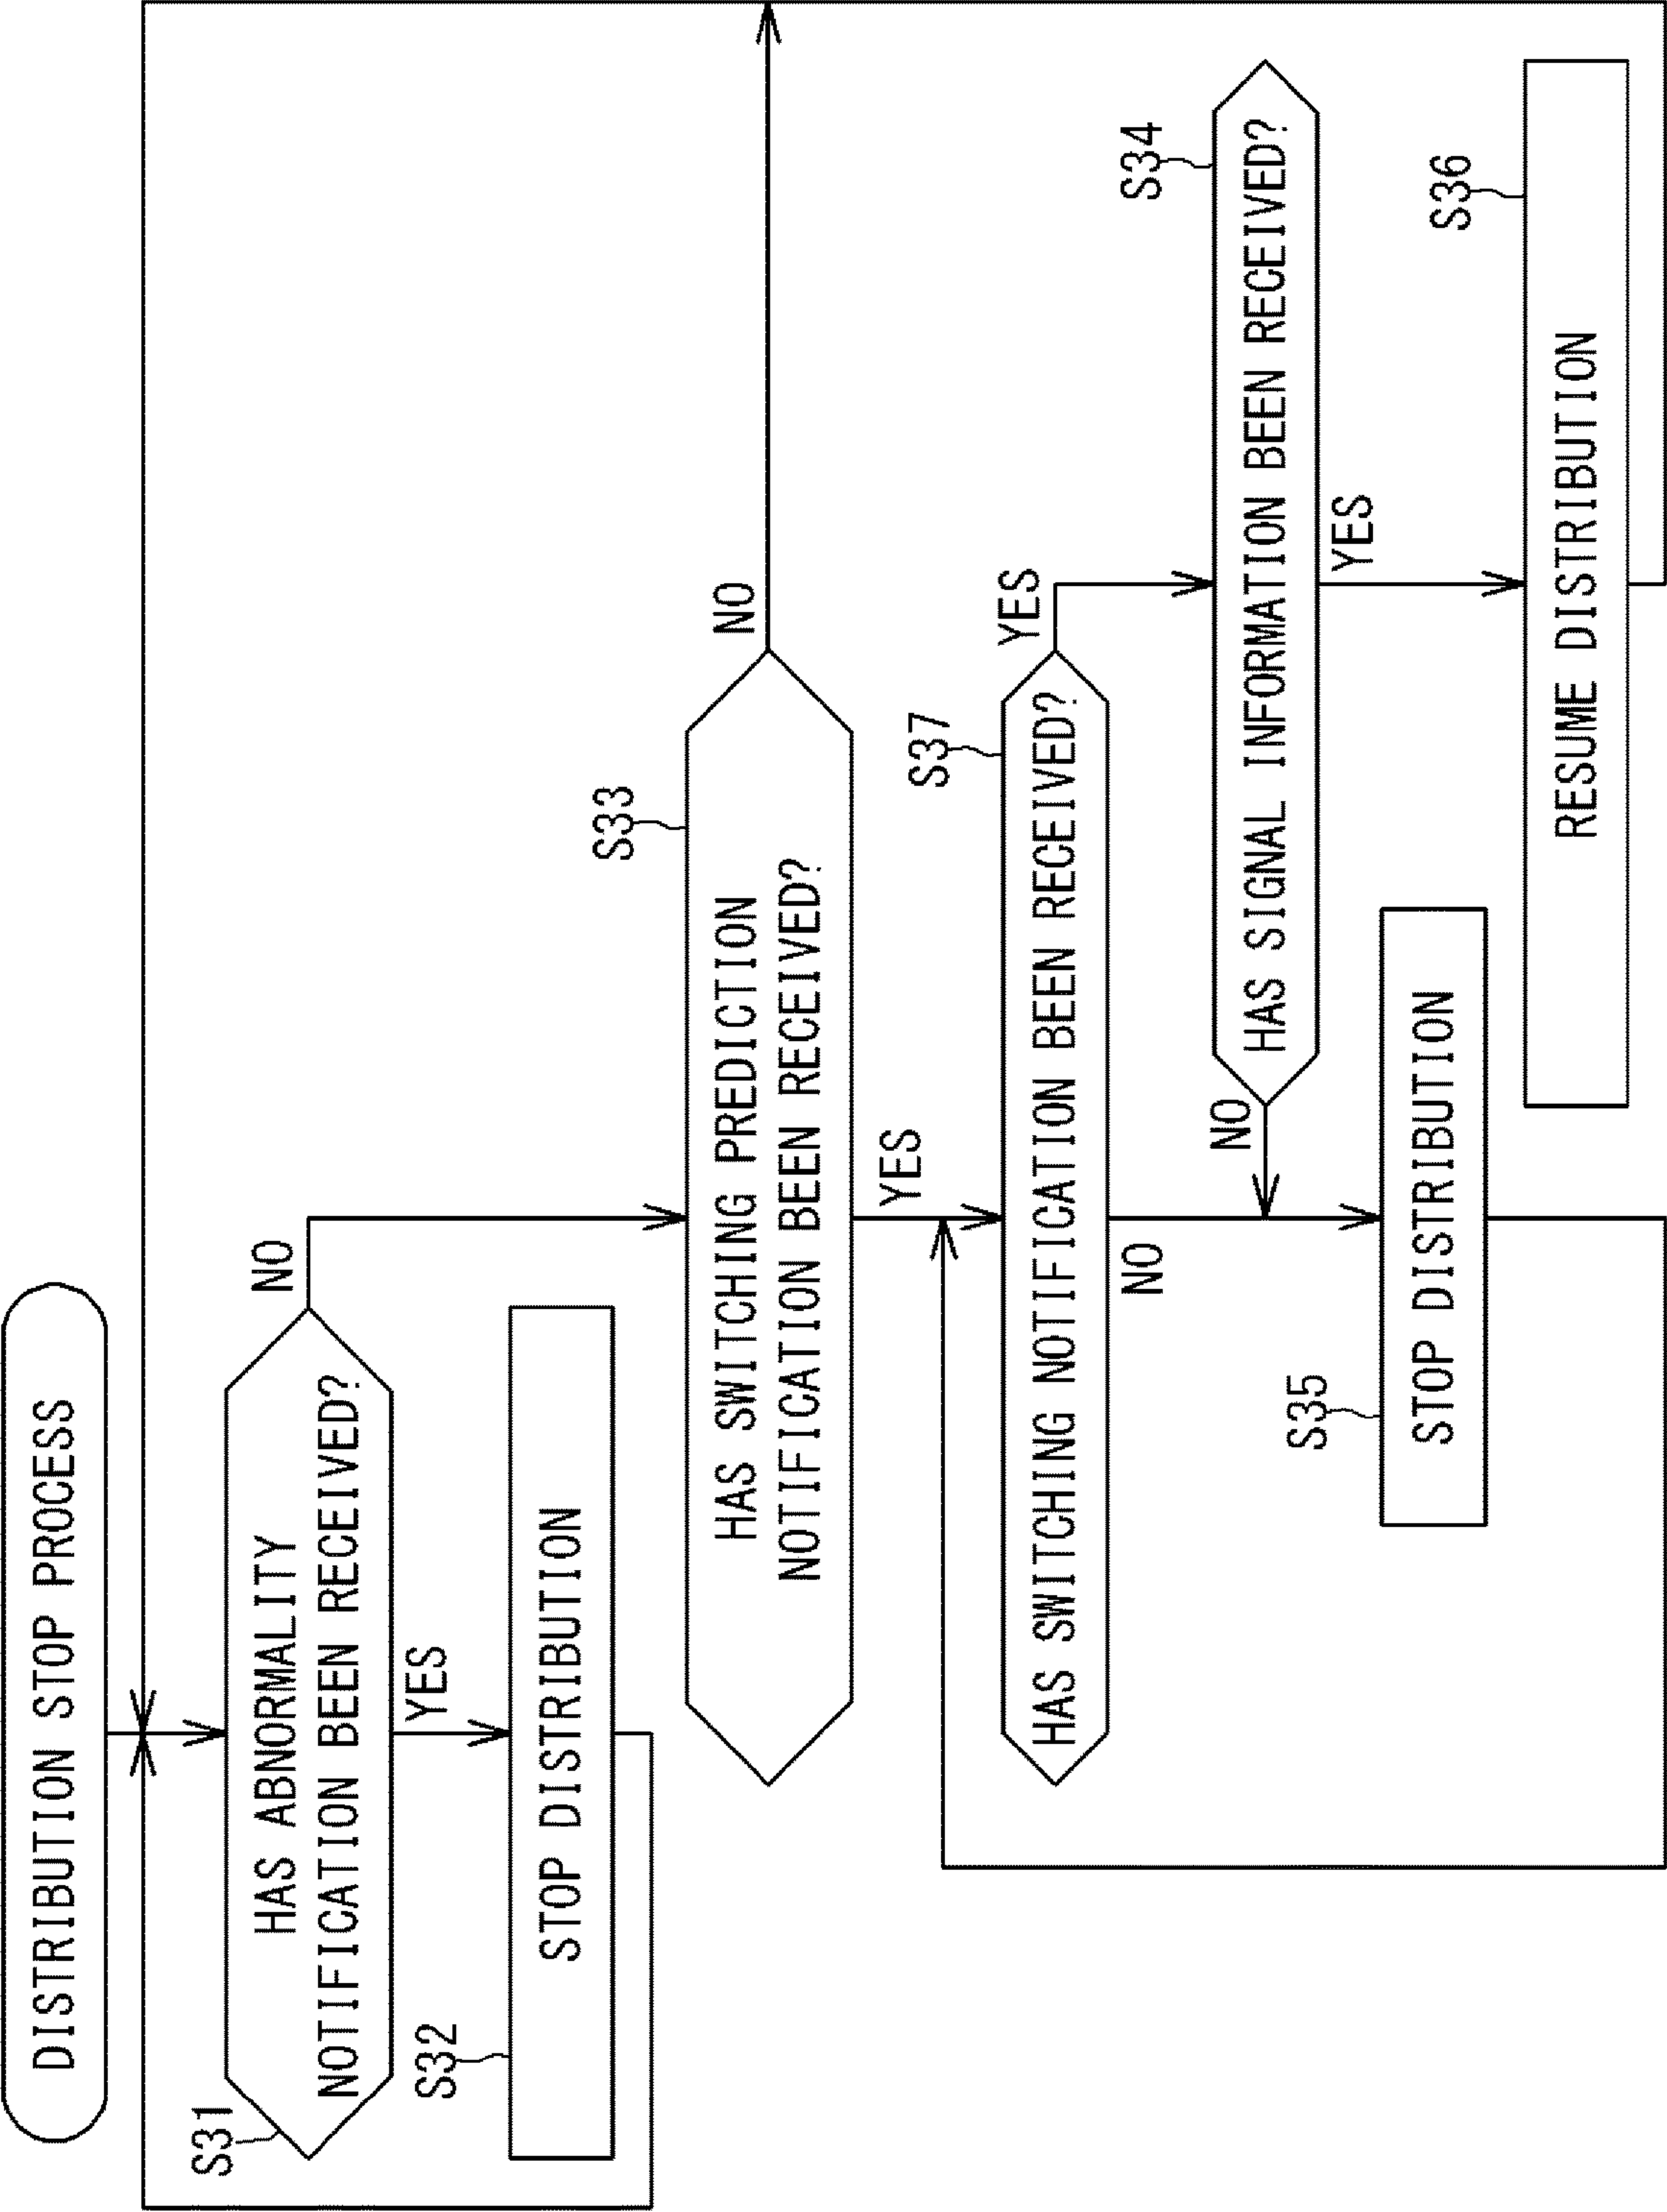 DISTRIBUTION STOP PROCESS
S31
HAS ABNORMALITY
NOTIFICATION BEEN RECEIVED?
NO
YES
S32
STOP DISTRIBUTION
S33
HAS SWITCHING PREDICTION
NOTIFICATION BEEN RECEIVED?
NO
YES
S37
HAS SWITCHING NOTIFICATION BEEN RECEIVED?
YES
NO
S34
HAS SIGNAL INFORMATION BEEN RECEIVED?
NO
YES
S35
STOP DISTRIBUTION
S36
RESUME DISTRIBUTION